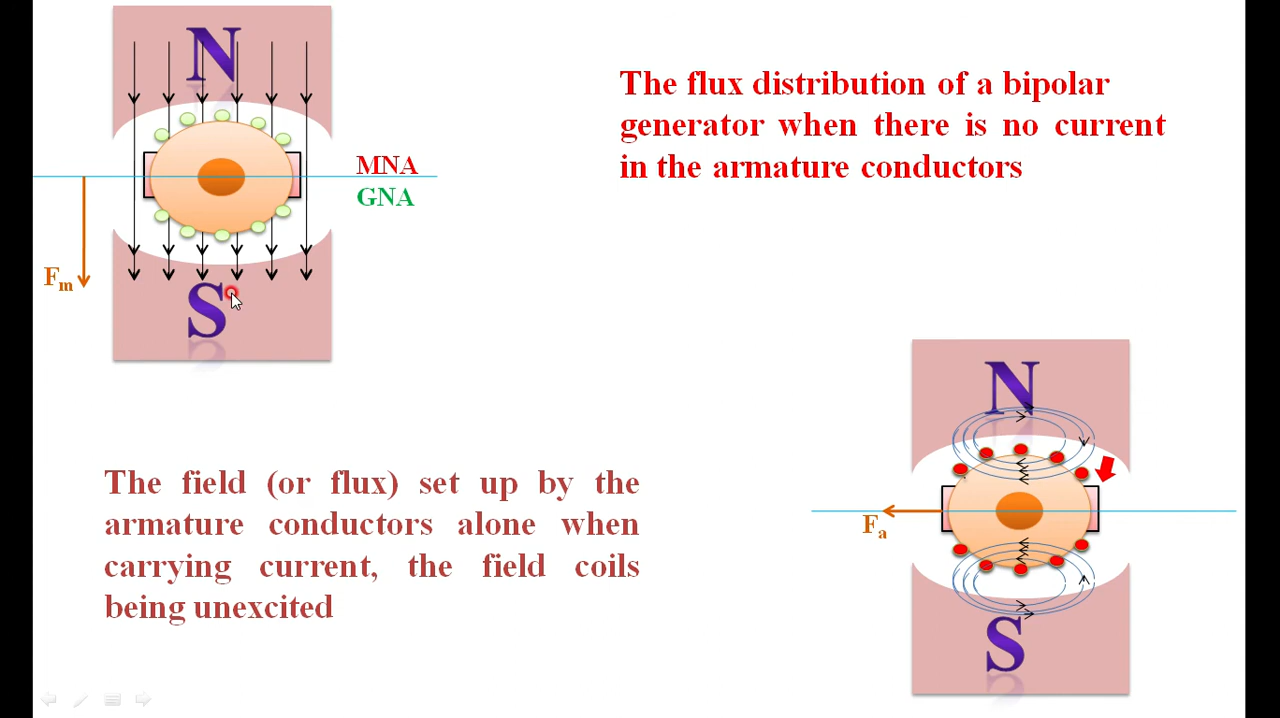 N
The flux distribution of a bipolar
generator when there is no current
in the armature conductors
MNA
GNA
Fm
S
N
The field (or flux) set up by the
armature conductors alone when
carrying current, the field coils
being unexcited
Fa
S